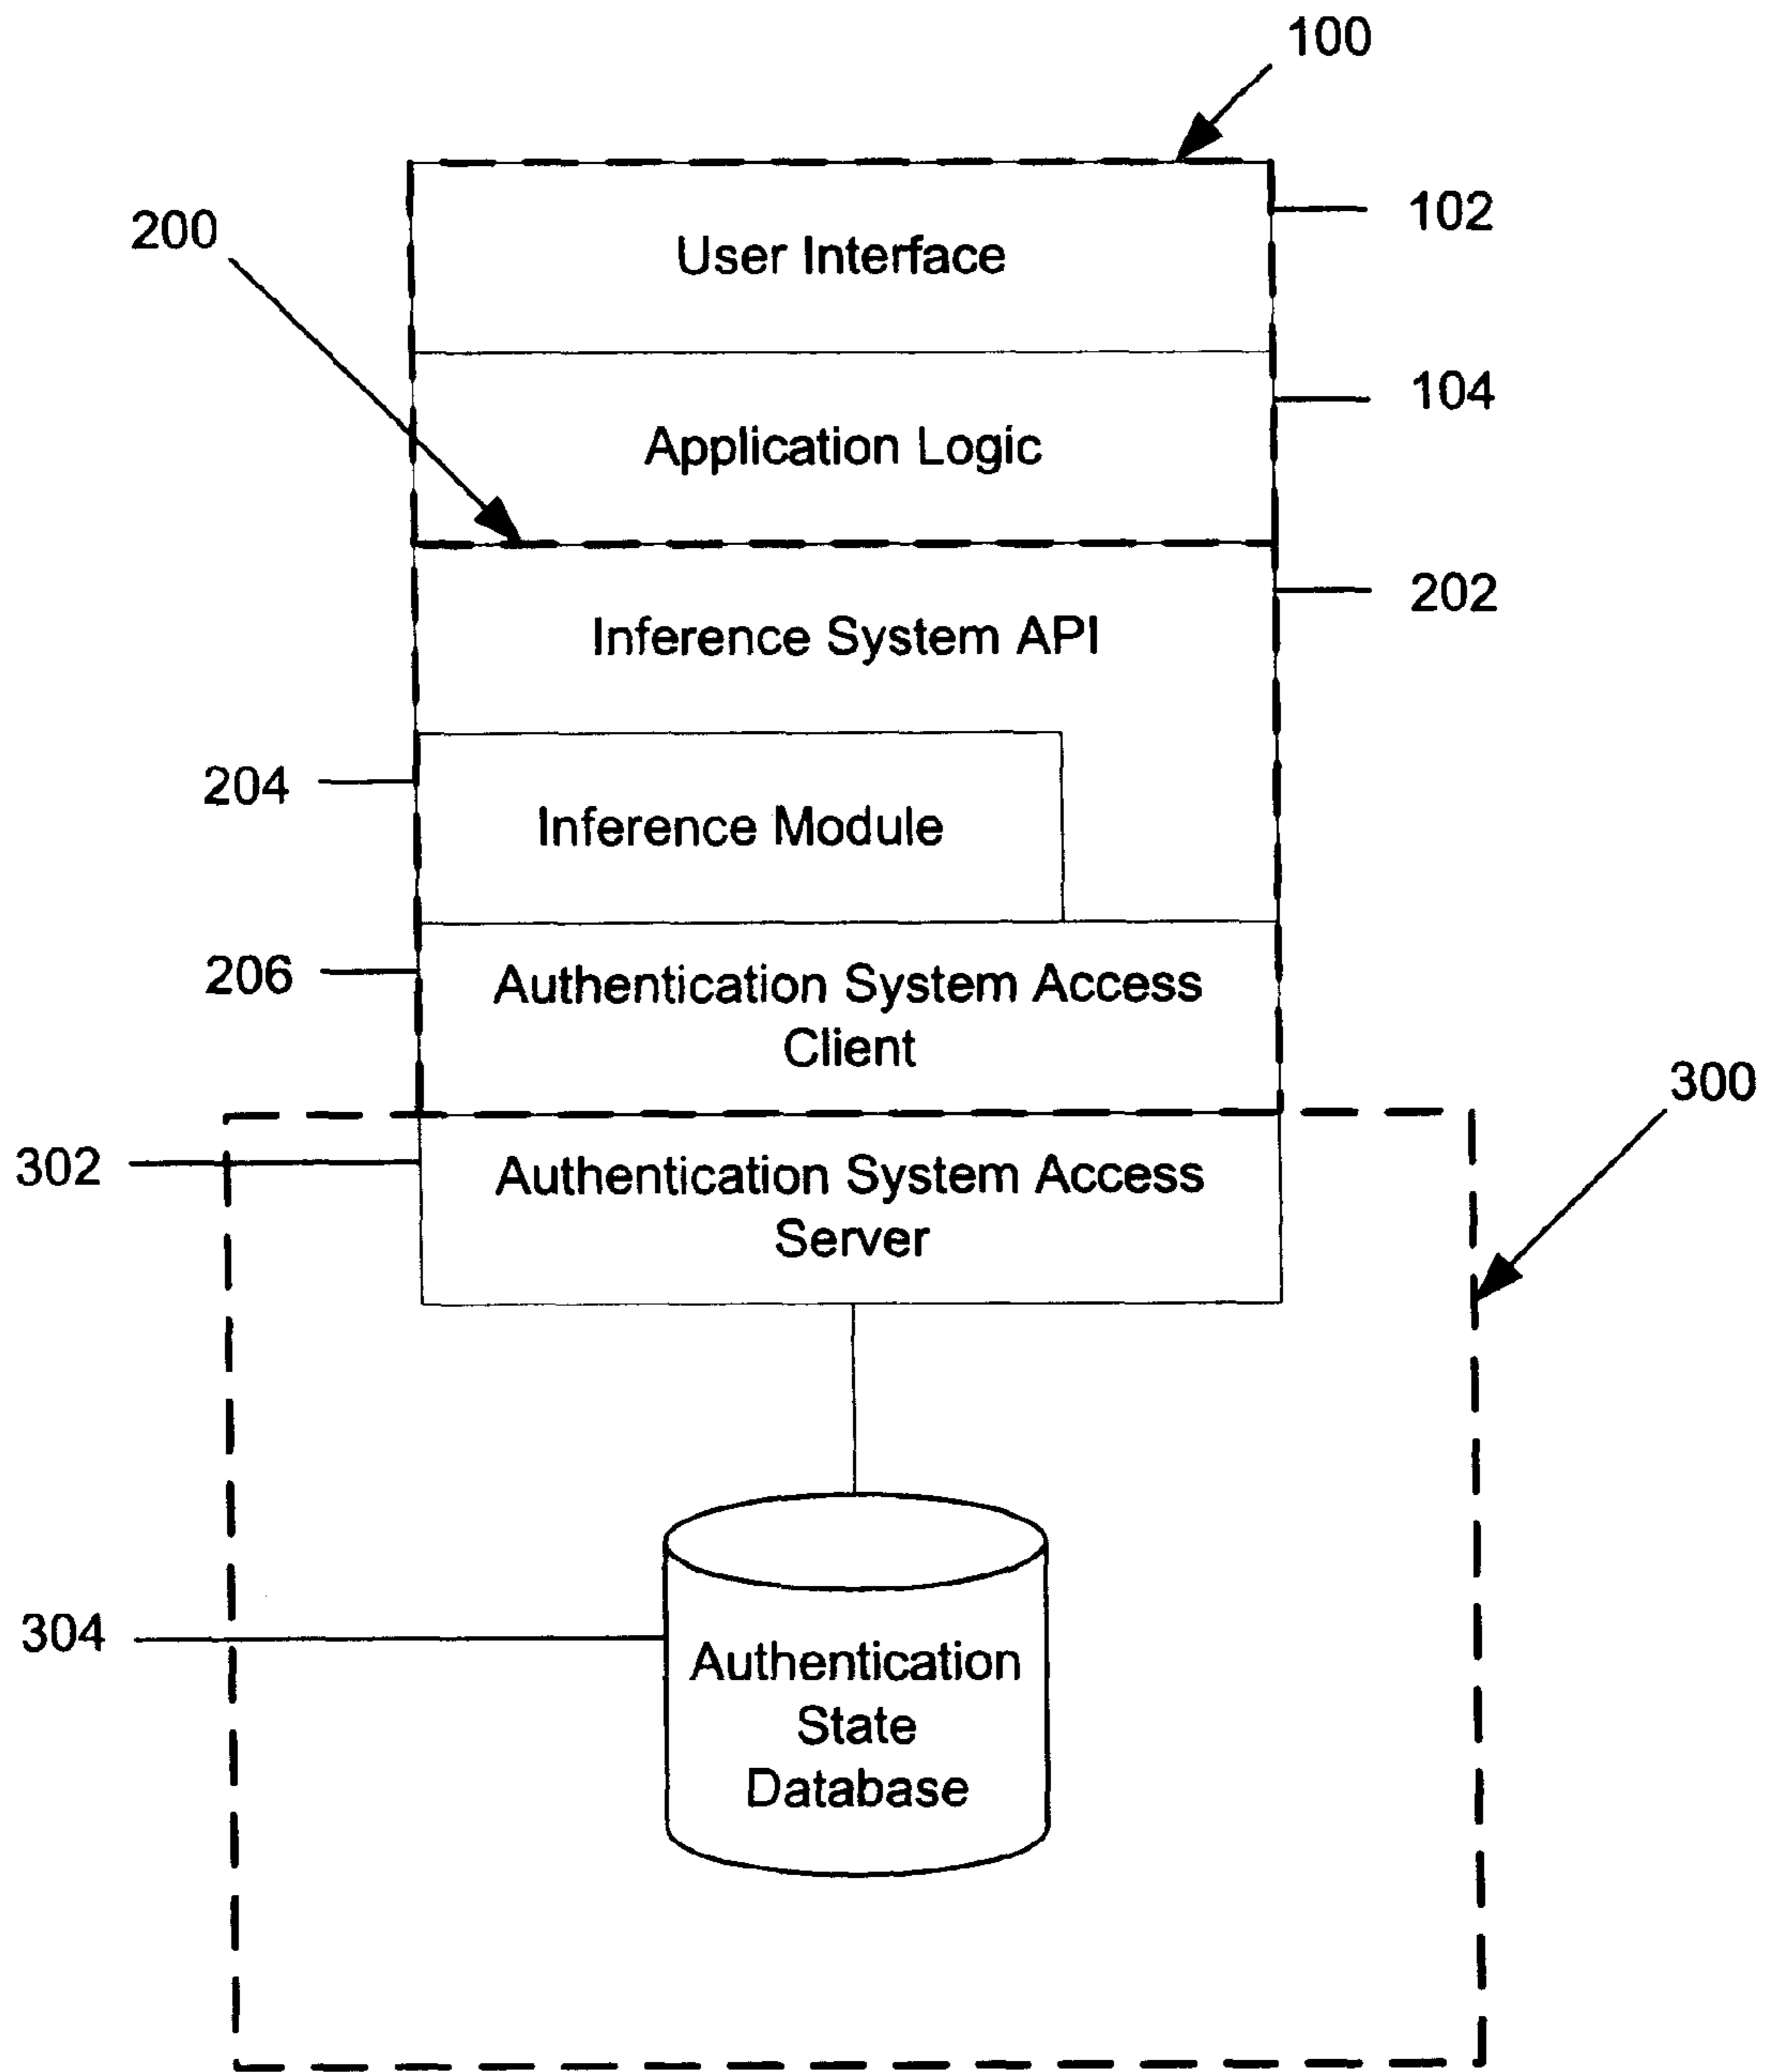 100
102
200
User Interface
104
Application Logic
202
Inference System API
204
Inference Module
206
Authentication System Access
Client
300
302
Authentication System Access
Server
304
Authentication
State
Database